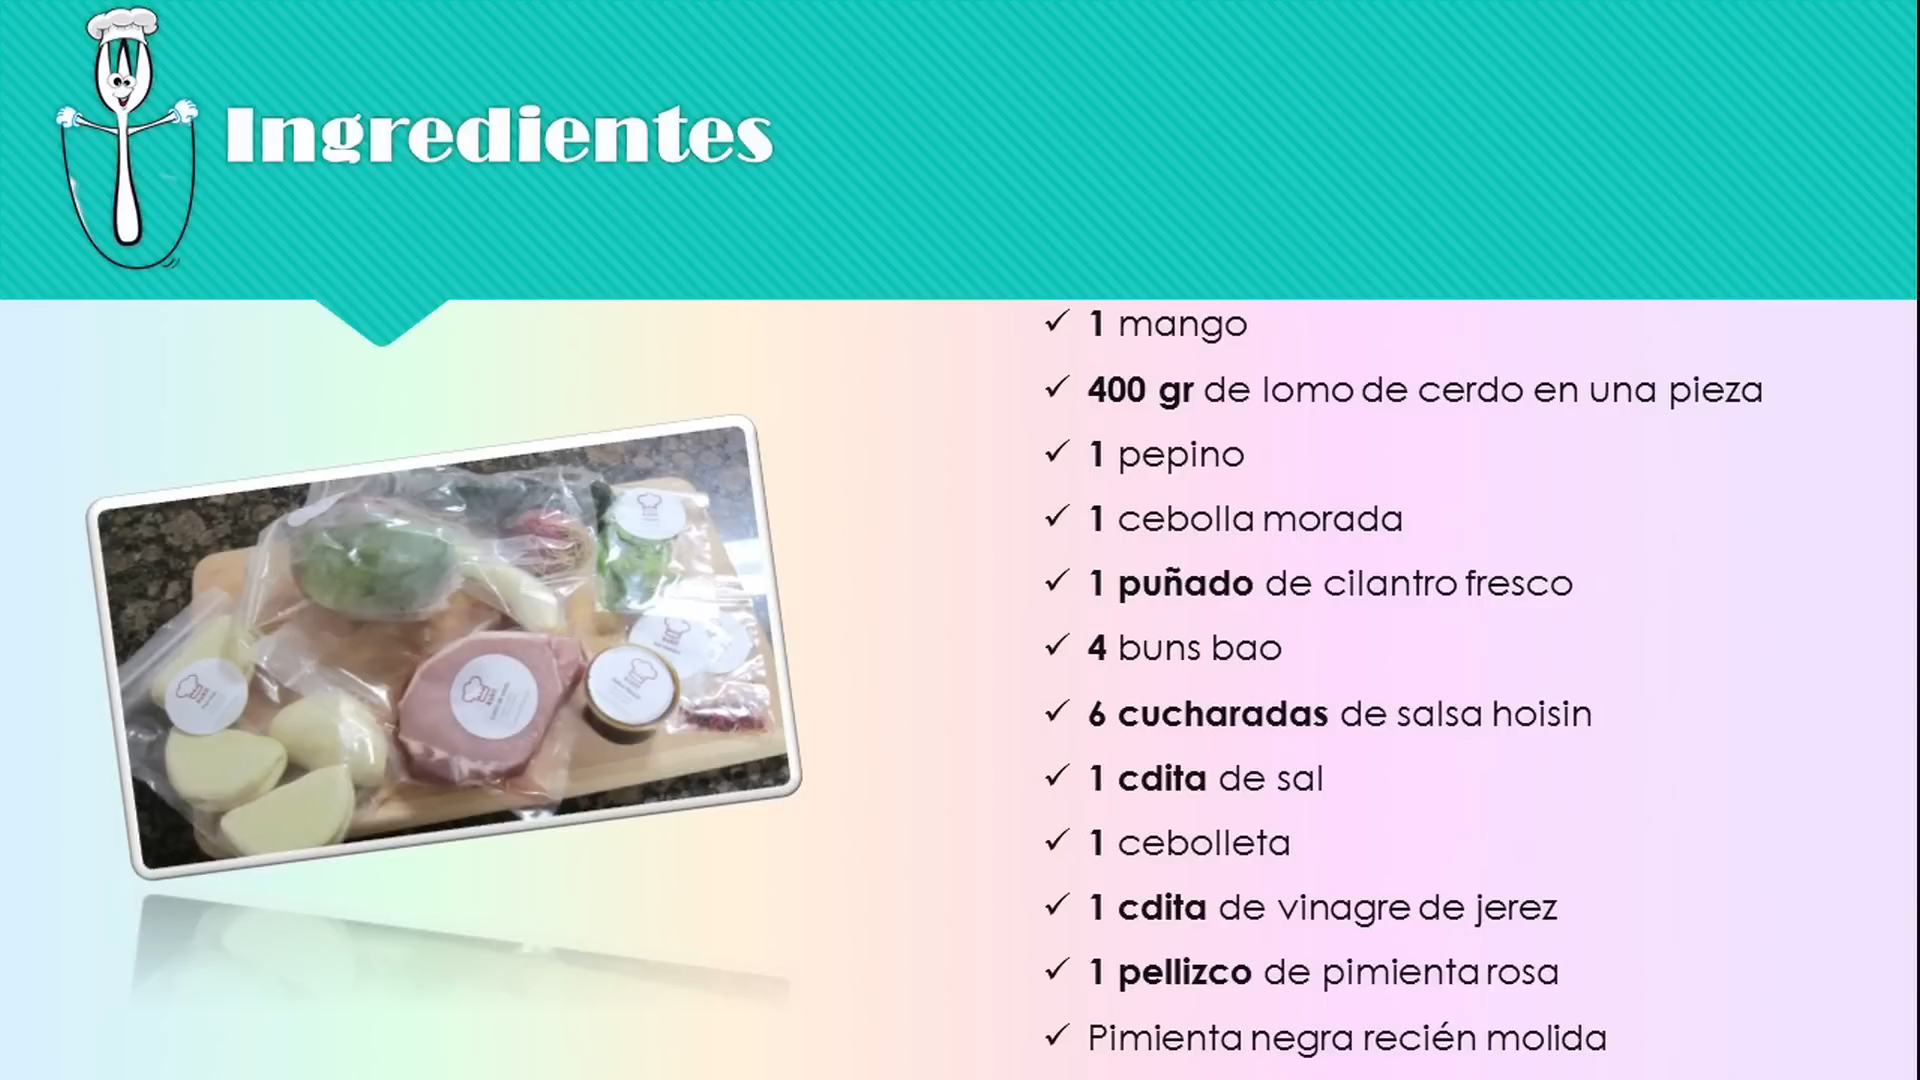 Ingredientes
✓ 1 mango
✓ 400 gr de lomo de cerdo en una pieza
✓ 1 pepino
✓ 1 cebolla morada
✓ 1 puñado de cilantro fresco
✓ 4 buns bao
✓ 6 cucharadas de salsa hoisin
✓ 1 cdita de sal
✓ 1 cebolleta
✓ 1 cdita de vinagre de jerez
✓ 1 pellizco de pimienta rosa
✓ Pimienta negra recién molida